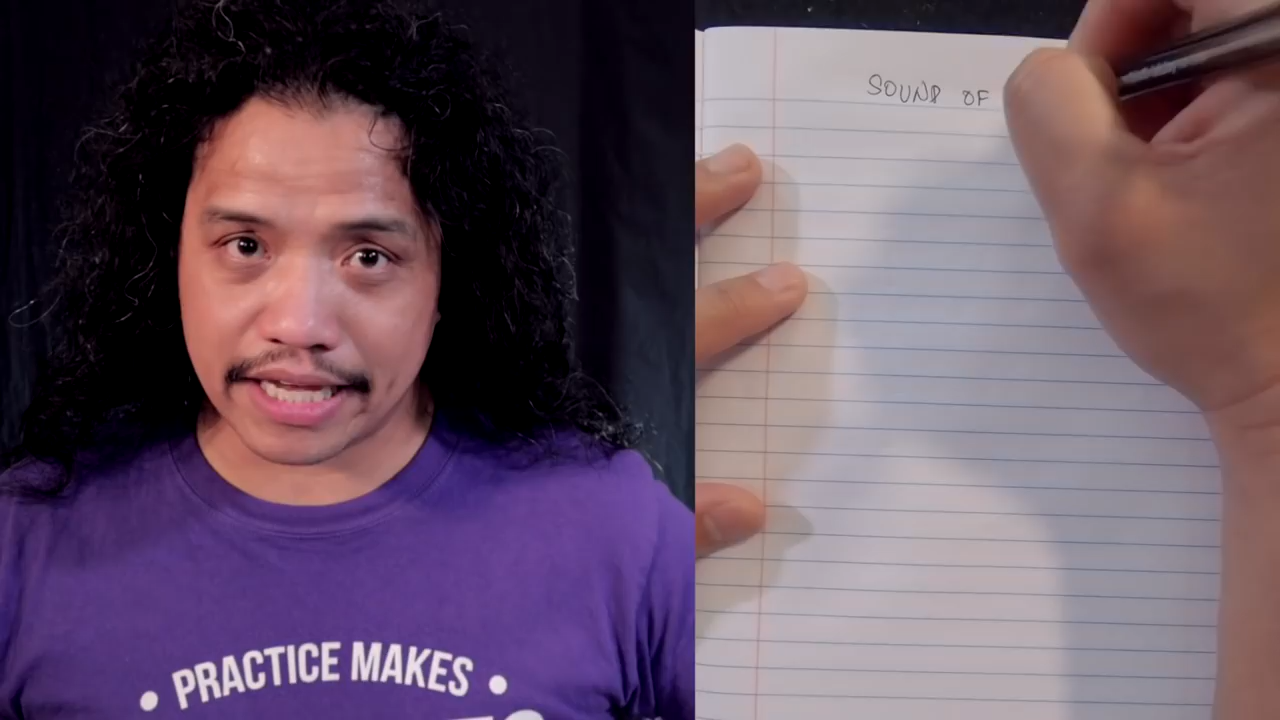 SOUND OF
• PRACTICE MAKES •